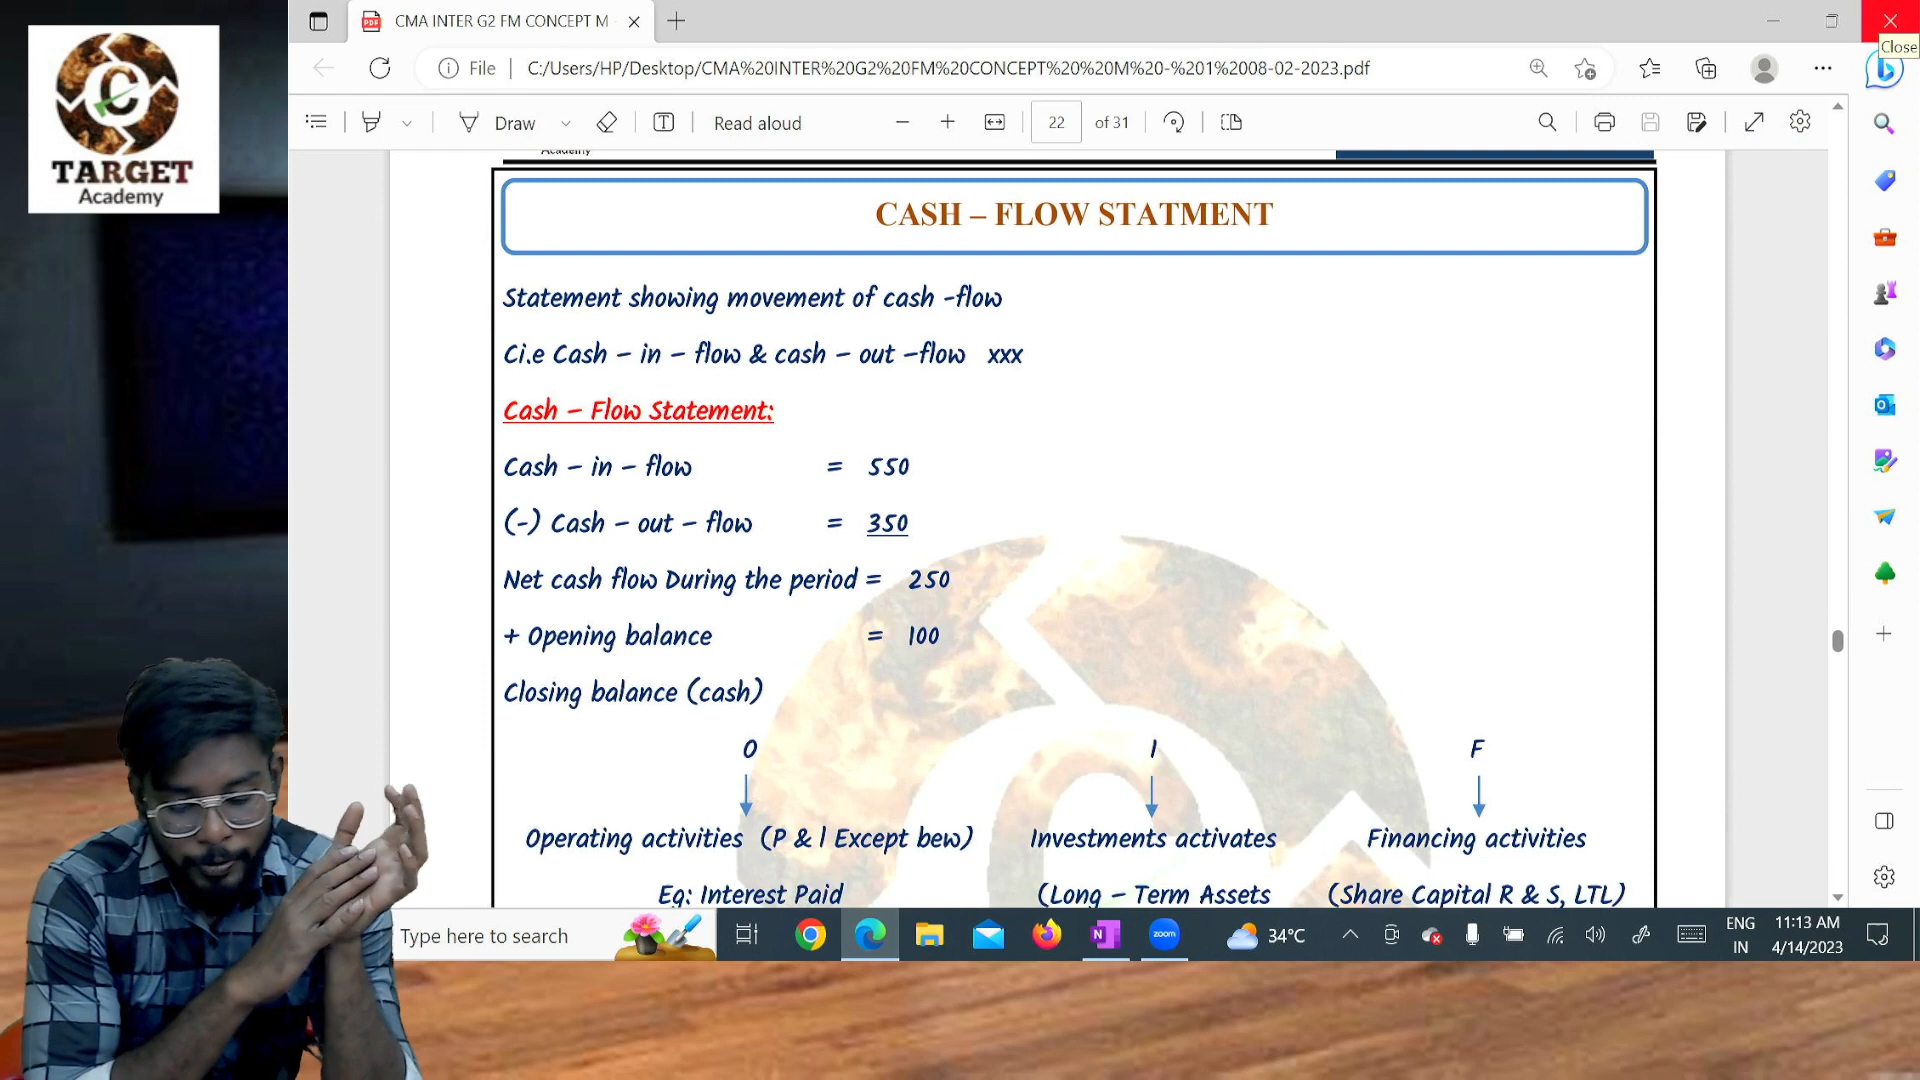 C
TARGET
Academy
CMA INTER G2 FM CONCEPT M
Close
File
C:/Users/HP/Desktop/CMA%20INTER%20G2%20FM%20CONCEPT%20%20M%20-%201%2008-02-2023.pdf
Draw
Read aloud
22 of 31
Academy
CASH – FLOW STATMENT
Statement showing movement of cash -flow
Ci.e Cash – in – flow & cash – out –flow xxx
Cash – Flow Statement:
Cash – in – flow = 550
(-) Cash – out – flow = 350
Net cash flow During the period = 250
+ Opening balance = 100
Closing balance (cash)
O I F
Operating activities (P & l Except bew) Investments activates Financing activities
Eg: Interest Paid (Long – Term Assets (Share Capital R & S, LTL)
Type here to search
zoom
34°C
ENG
IN
11:13 AM
4/14/2023